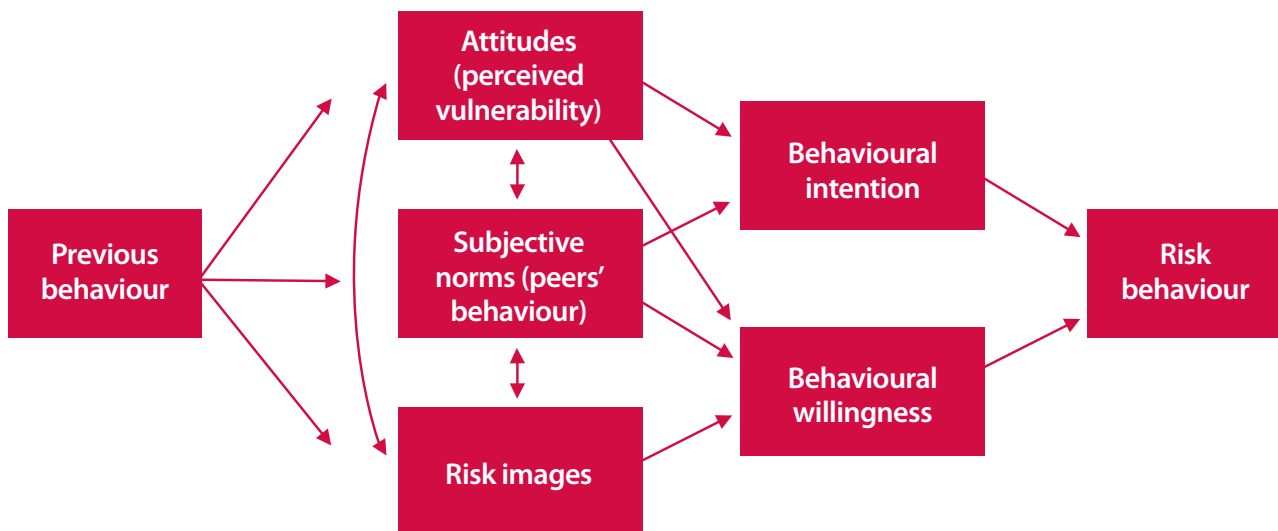 Previous
behaviour
Attitudes
(perceived
vulnerability)
Subjective
norms (peers’
behaviour)
Risk images
Behavioural
intention
Behavioural
willingness
Risk
behaviour